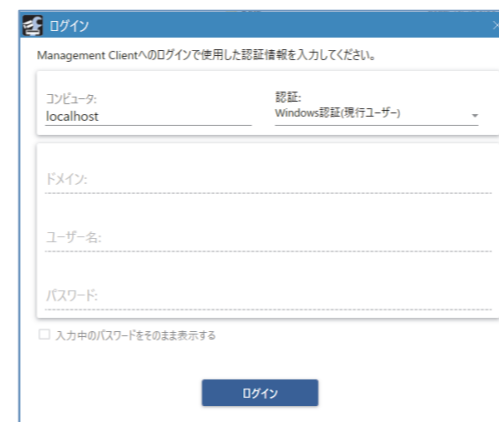 ログイン
Management Clientへのログインで使用した認証情報を入力してください。
コンピュータ:
localhost
認証:
Windows認証(現行ユーザー)
ドメイン:
ユーザー名:
パスワード:
入力中のパスワードをそのまま表示する
ログイン